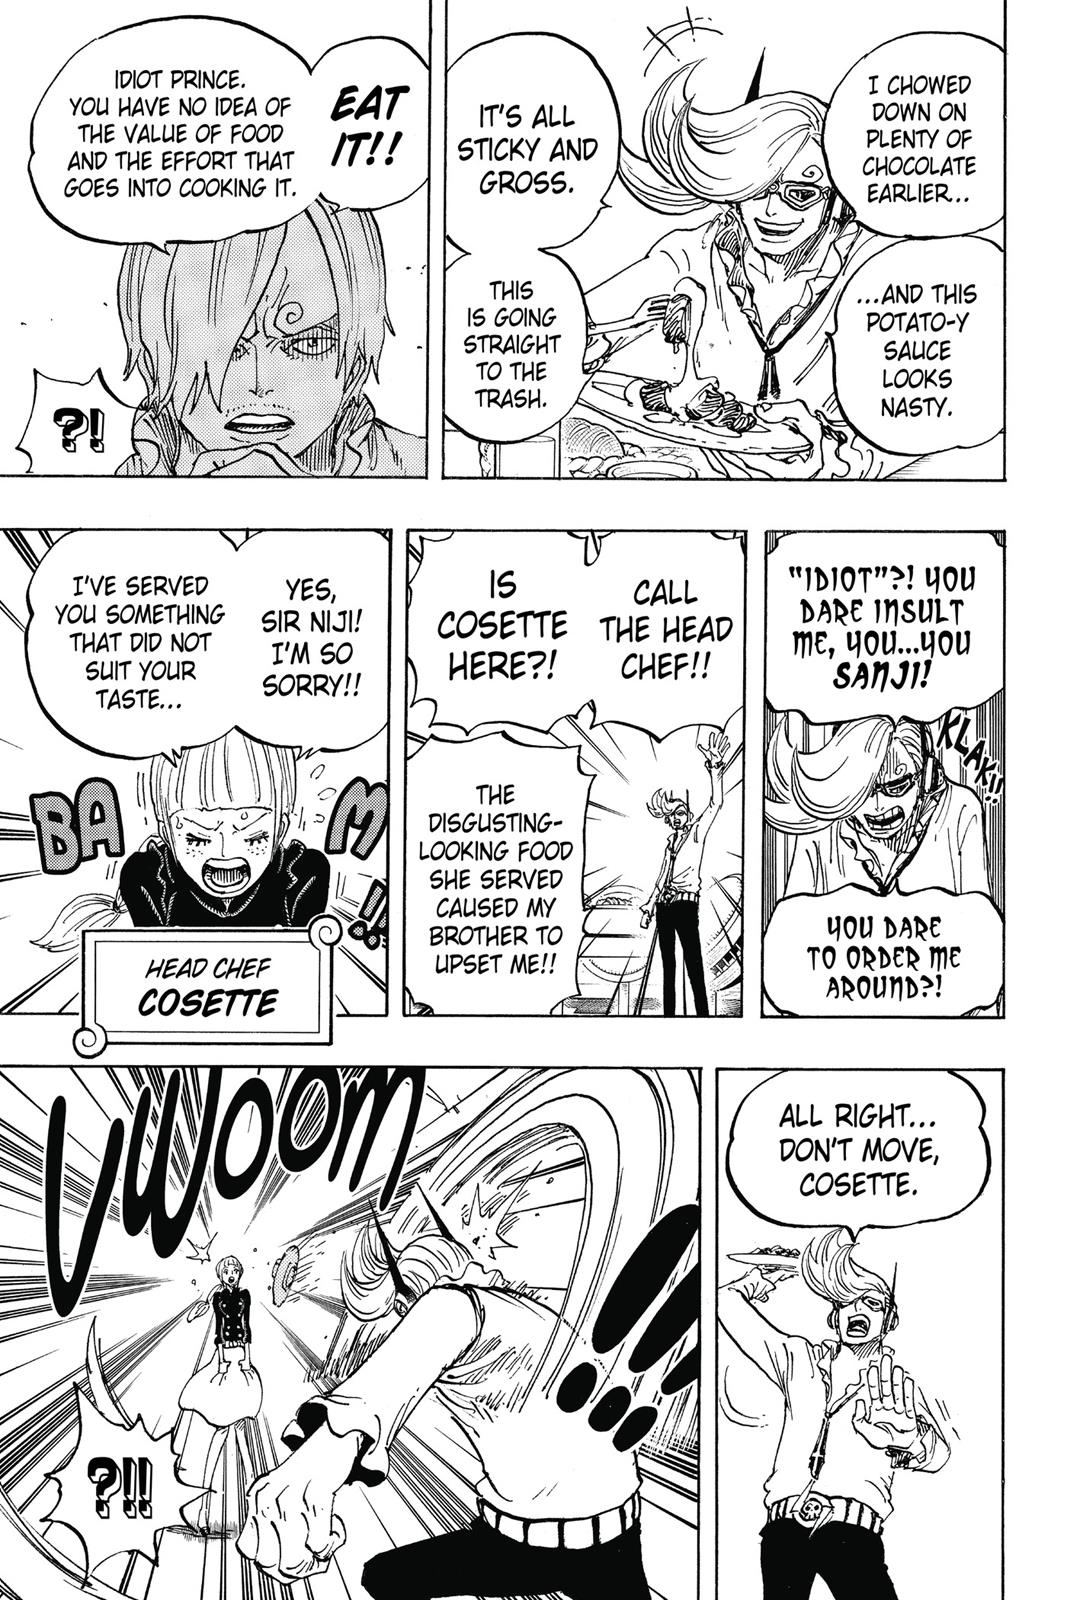 I CHOWED
DOWN ON
PLENTY OF
CHOCOLATE
EARLIER...
...AND THIS
POTATO-Y
SAUCE
LOOKS
NASTY.
IT'S ALL
STICKY AND
GROSS.
THIS
IS GOING
STRAIGHT
TO THE
TRASH.
EAT
IT!!
IDIOT PRINCE.
YOU HAVE NO IDEA OF
THE VALUE OF FOOD
AND THE EFFORT THAT
GOES INTO COOKING IT.
?!
"IDIOT"?! YOU
DARE INSULT
ME, YOU...YOU
SANJI!
KLAK!!
YOU DARE
TO ORDER ME
AROUND?!
CALL
THE HEAD
CHEF!!
IS
COSETTE
HERE?!
THE
DISGUSTING-
LOOKING FOOD
SHE SERVED
CAUSED MY
BROTHER TO
UPSET ME!!
YES,
SIR NIJI!
I'M SO
SORRY!!
I'VE SERVED
YOU SOMETHING
THAT DID NOT
SUIT YOUR
TASTE...
BAM!!
HEAD CHEF
COSETTE
ALL RIGHT...
DON'T MOVE,
COSETTE.
UWOOM
!!!
?!!